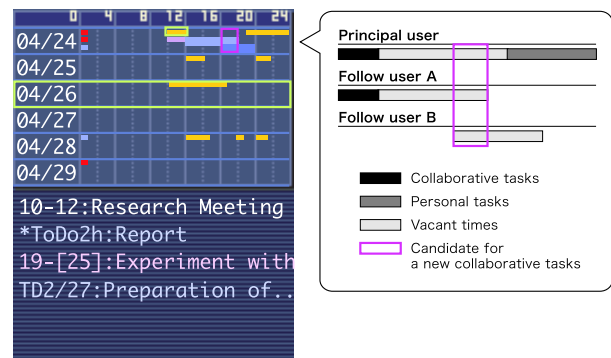 0 4 8 12 16 20 24
04/24
04/25
04/26
04/27
04/28
04/29
10-12:Research Meeting
*ToDo2h:Report
19-[25]:Experiment with
TD2/27:Preparation of..
Principal user
Follow user A
Follow user B
Collaborative tasks
Personal tasks
Vacant times
Candidate for
a new collaborative tasks